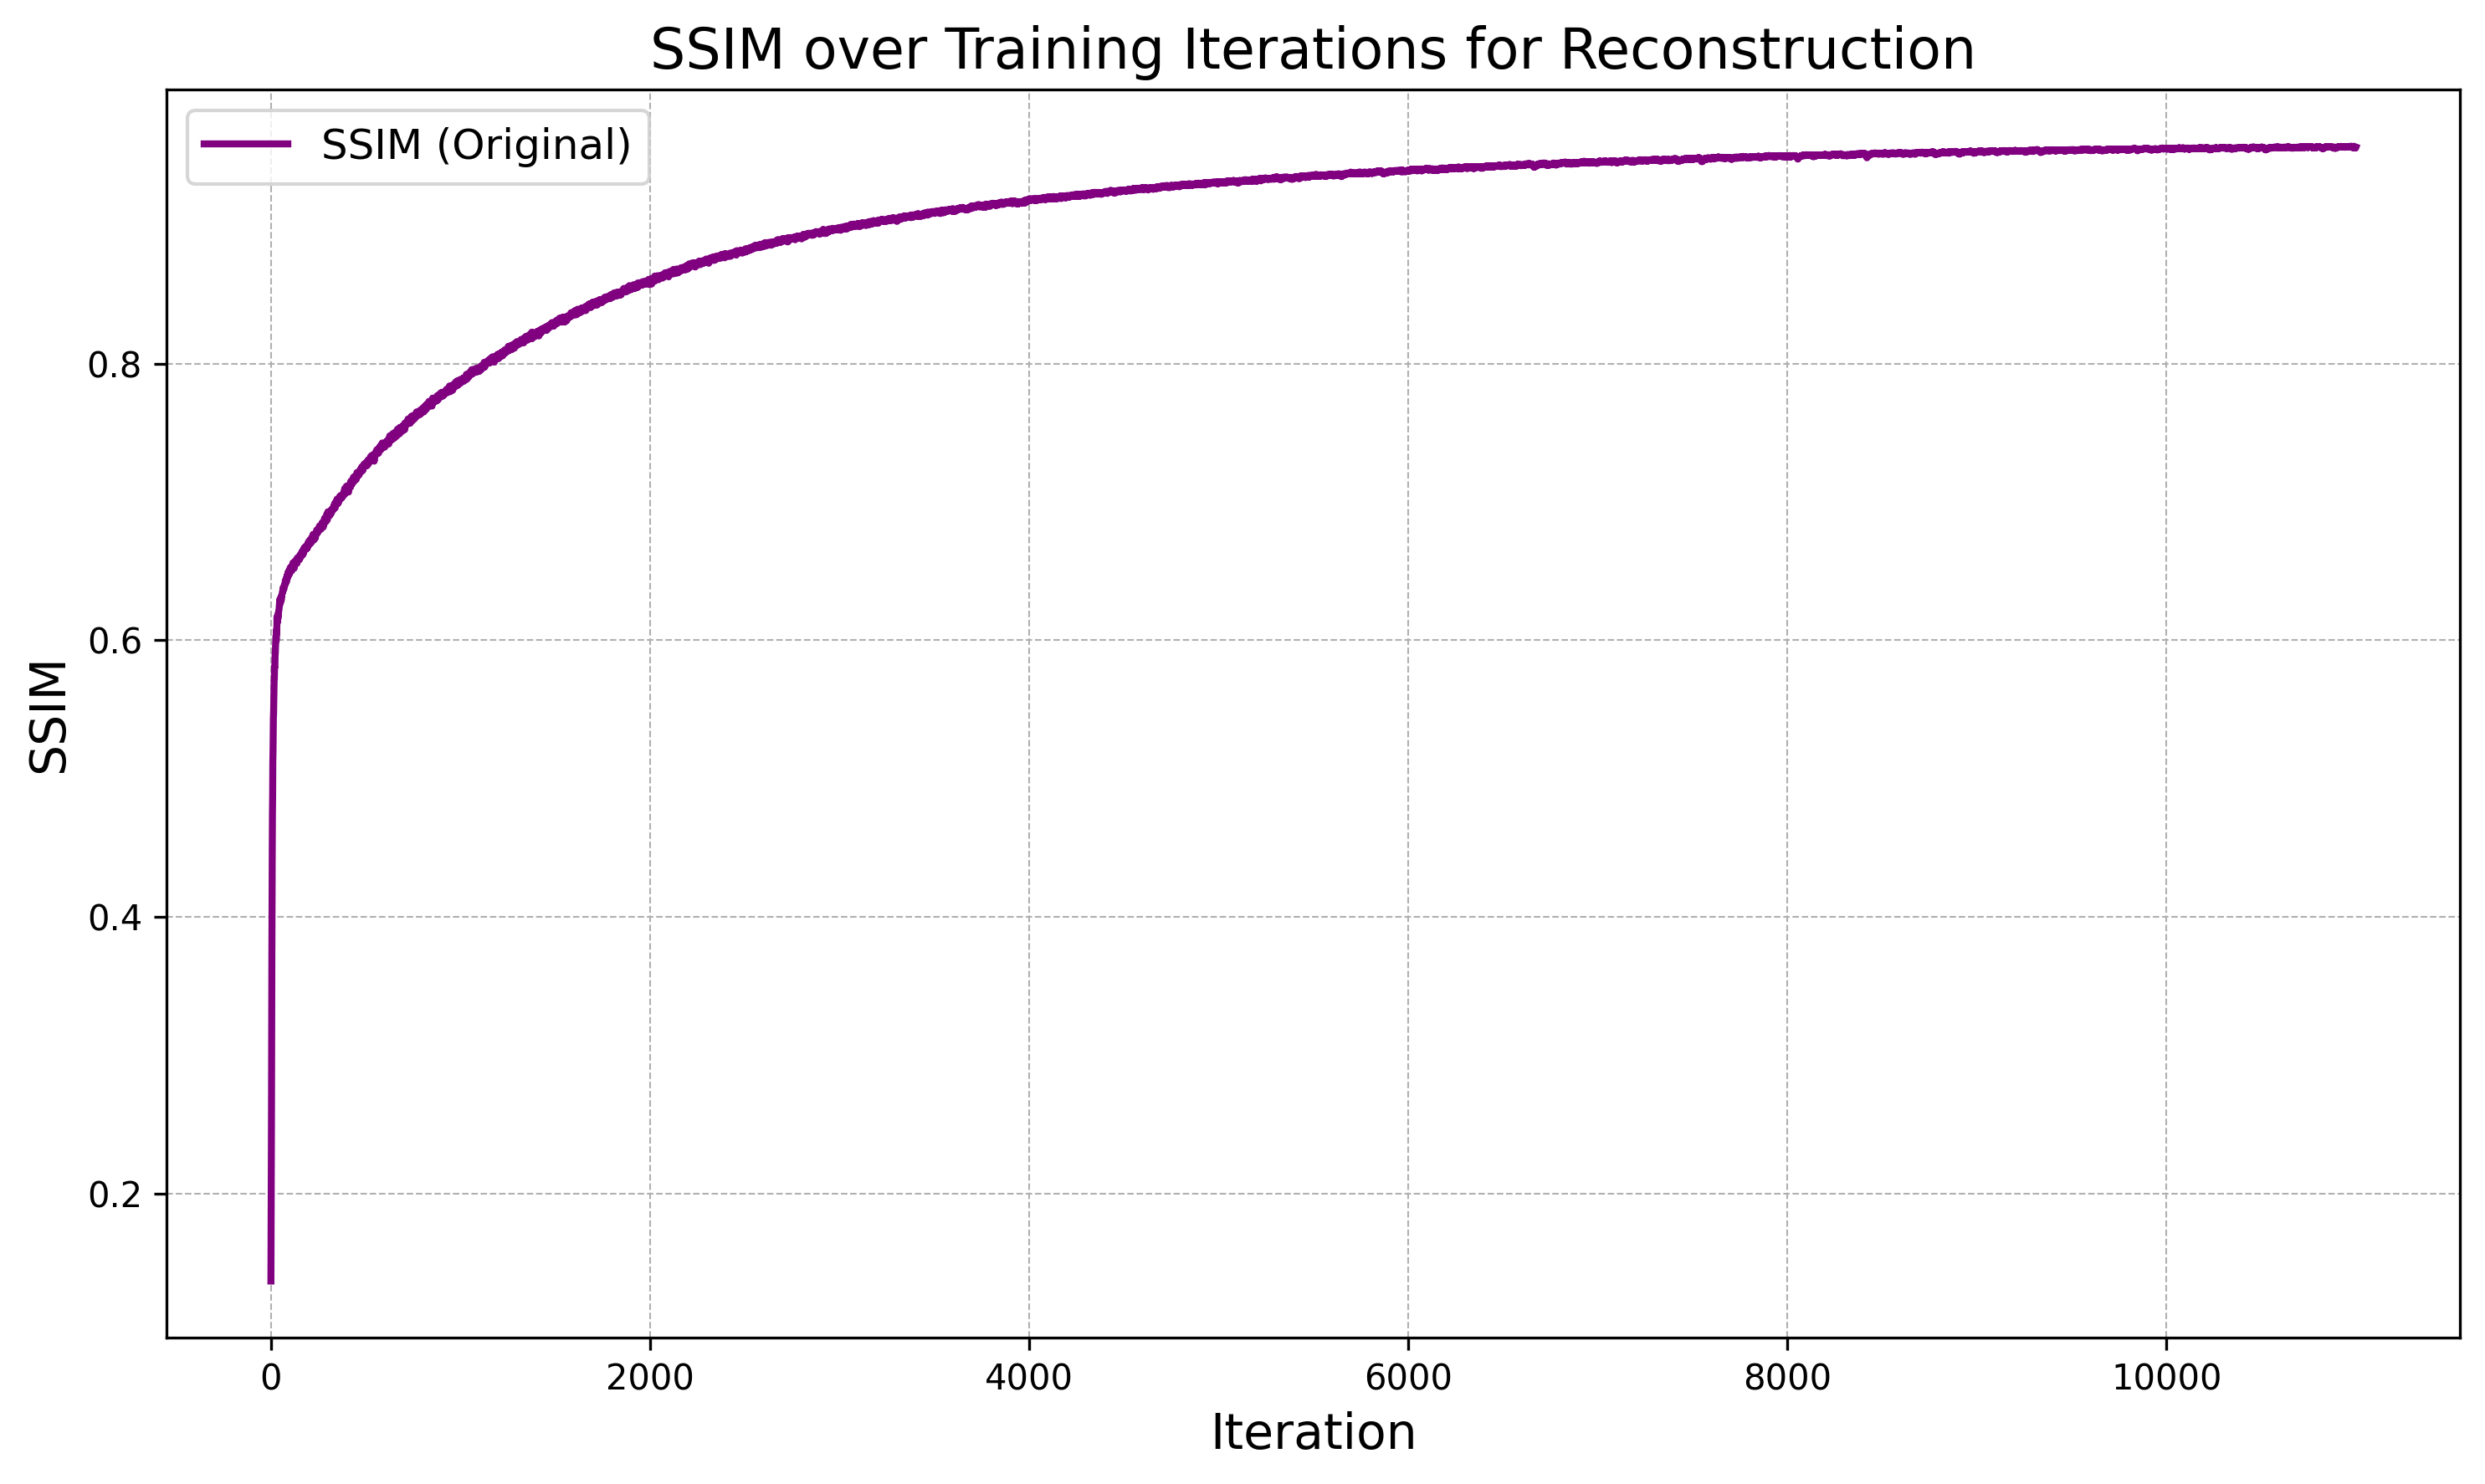 SSIM over Training Iterations for Reconstruction
SSIM (Original)
0.8
0.6
0.4
0.2
SSIM
0 2000 4000 6000 8000 10000
Iteration